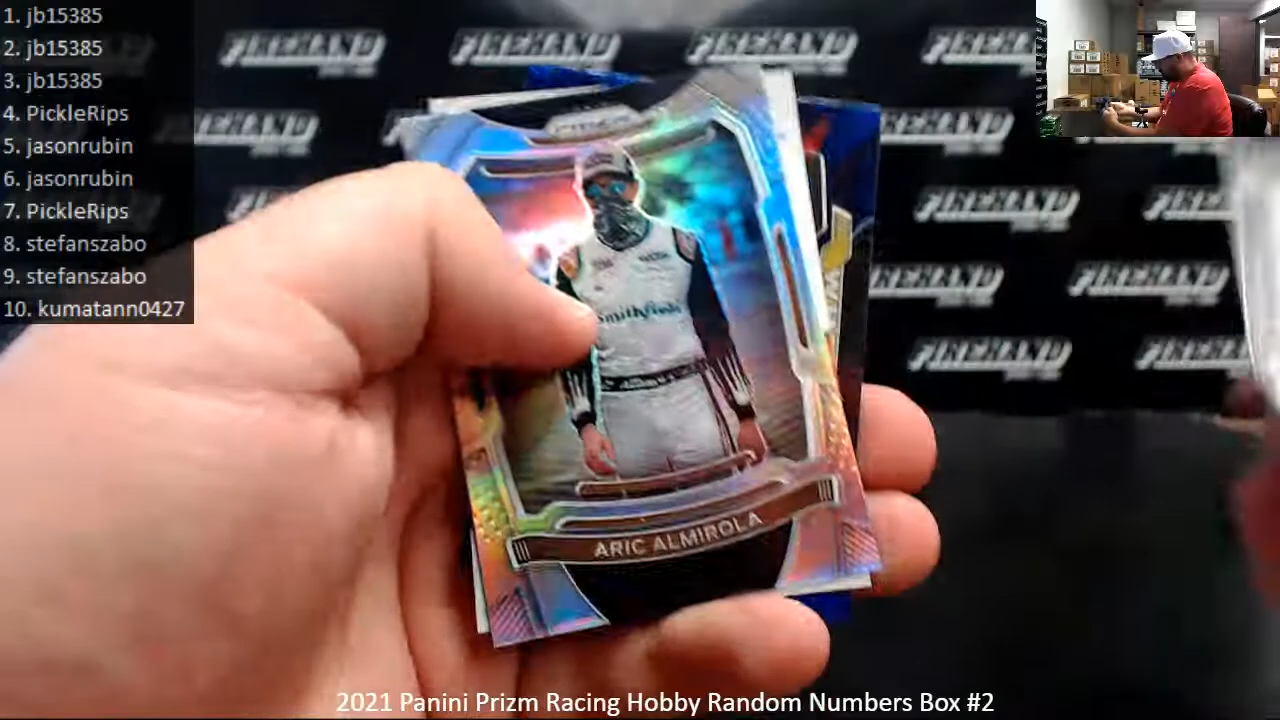 1. jb15385
2. jb15385
3. jb15385
4. PickleRips
5. jasonrubin
6. jasonrubin
7. PickleRips
8. stefanszabo
9. stefanszabo
10. kumatann0427
FIREHAND FIREHAND FIREHAND FIREHAND
FIREHAND
FIREHAND FIREHAND
FIREHAND FIREHAND
FIREHAND FIREHAND
PRIZM
Smithfield
ARIC ALMIROLA
2021 Panini Prizm Racing Hobby Random Numbers Box #2